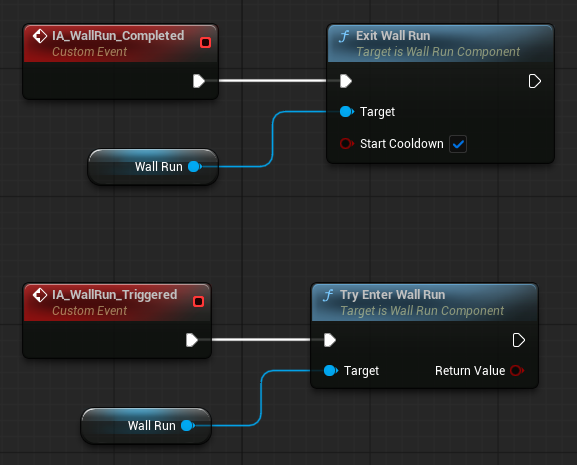 IA_WallRun_Completed
Custom Event
Exit Wall Run
Target is Wall Run Component
Target
Start Cooldown
Wall Run
IA_WallRun_Triggered
Custom Event
Try Enter Wall Run
Target is Wall Run Component
Target
Return Value
Wall Run